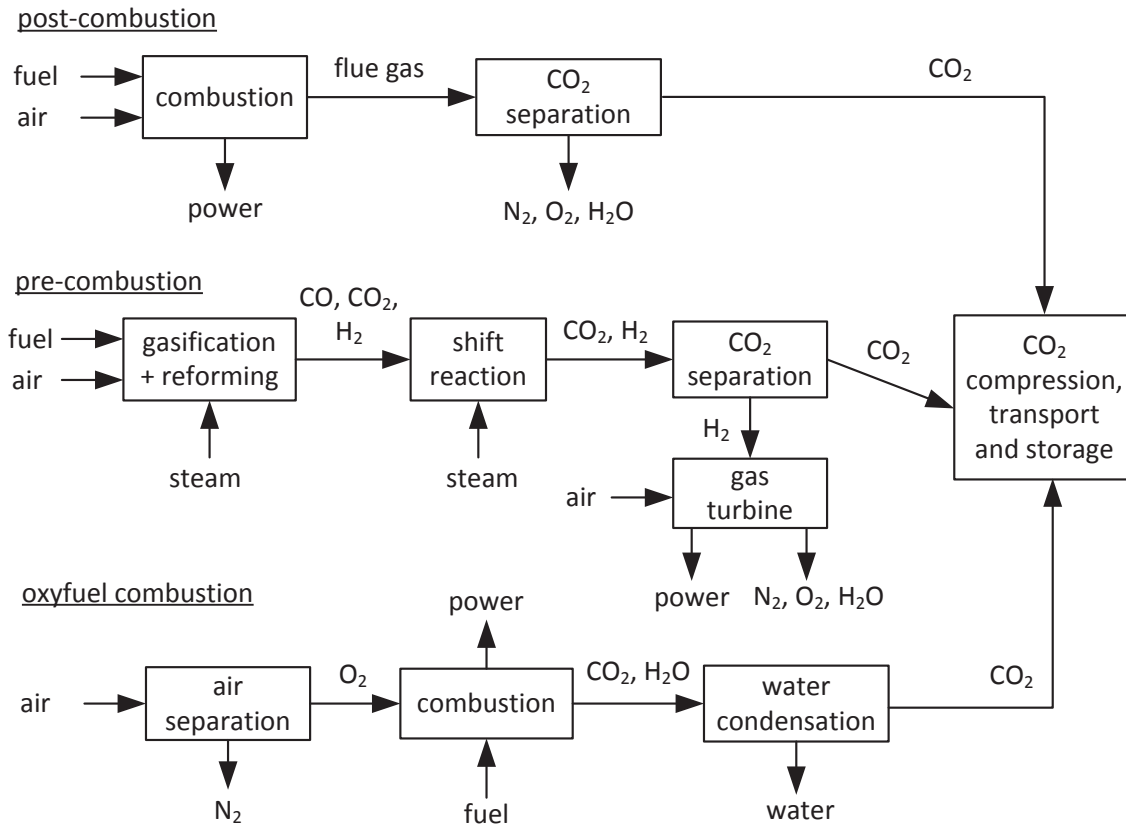 post-combustion
fuel
air
combustion
flue gas
CO₂
separation
CO₂
power
N₂, O₂, H₂O
pre-combustion
fuel
air
gasification
+ reforming
steam
CO, CO₂,
H₂
shift
reaction
steam
CO₂, H₂
CO₂
separation
CO₂
H₂
air
gas
turbine
power
N₂, O₂, H₂O
CO₂
compression,
transport
and storage
oxyfuel combustion
air
air
separation
N₂
O₂
power
combustion
fuel
CO₂, H₂O
water
condensation
water
CO₂